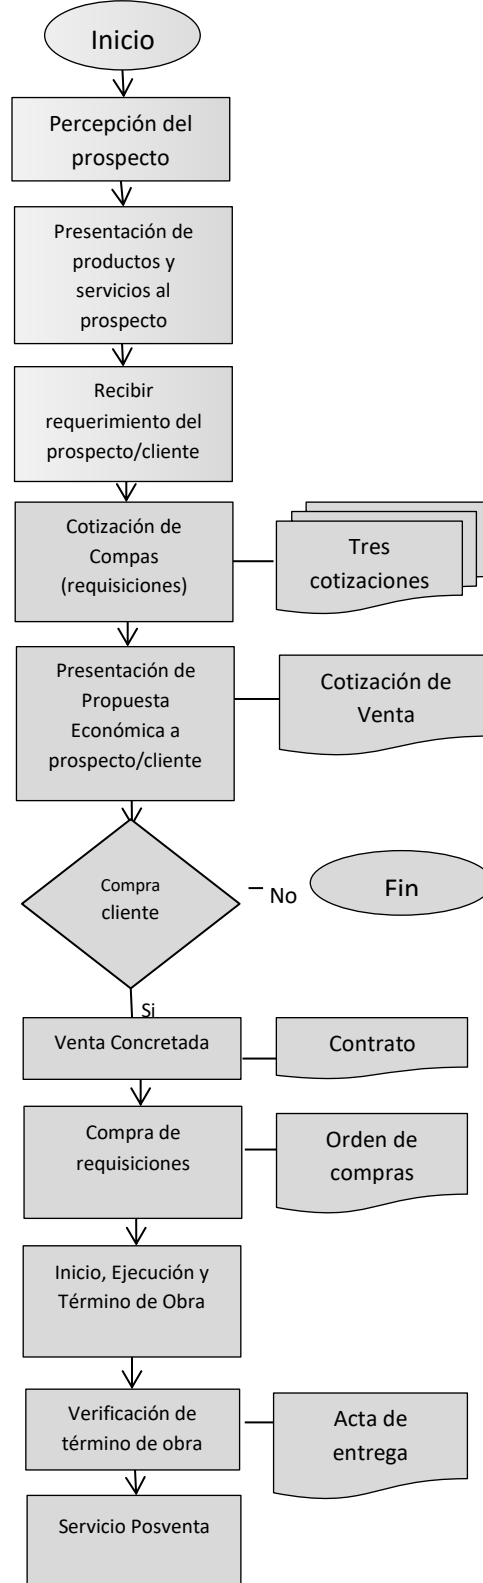 Inicio
Percepción del
prospecto
Presentación de
productos y
servicios al
prospecto
Recibir
requerimiento del
prospecto/cliente
Cotización de
Compas
(requisiciones)
Tres
cotizaciones
Presentación de
Propuesta
Económica a
prospecto/cliente
Cotización de
Venta
Compra
cliente
No
Fin
Si
Venta Concretada
Contrato
Compra de
requisiciones
Orden de
compras
Inicio, Ejecución y
Término de Obra
Verificación de
término de obra
Acta de
entrega
Servicio Posventa